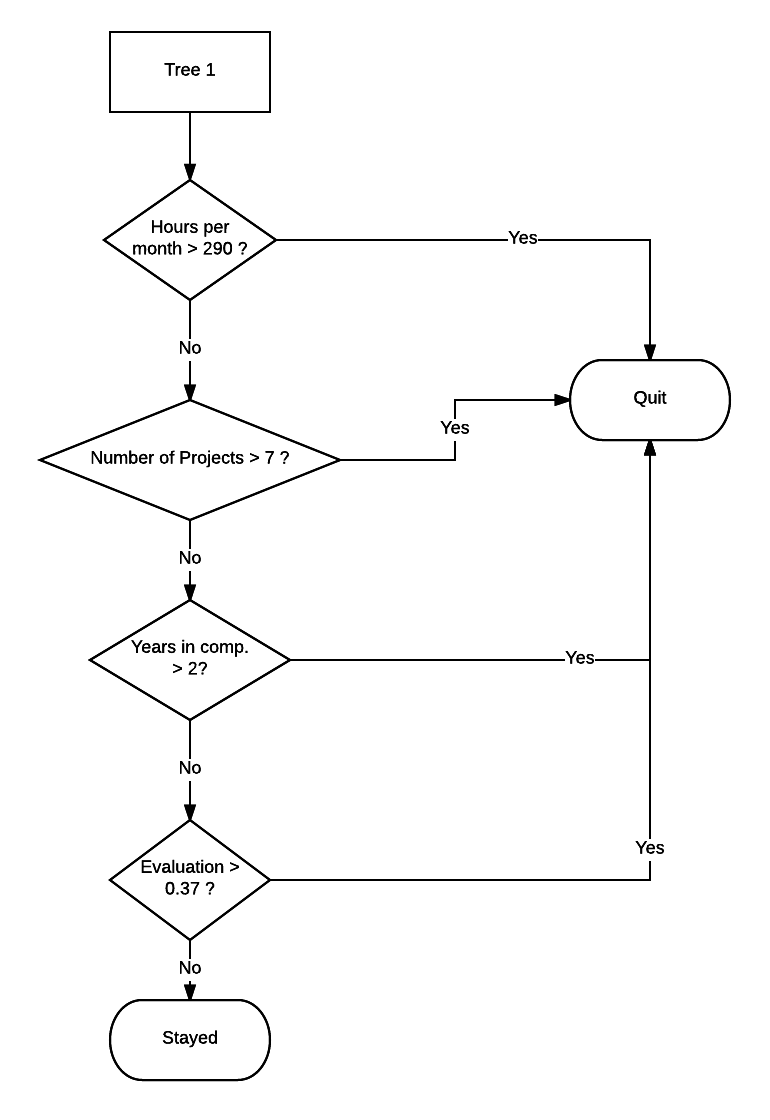 Tree 1
Hours per
month > 290 ?
Yes
No
Quit
Yes
Number of Projects > 7 ?
No
Years in comp.
> 2?
Yes
No
Yes
Evaluation >
0.37 ?
No
Stayed